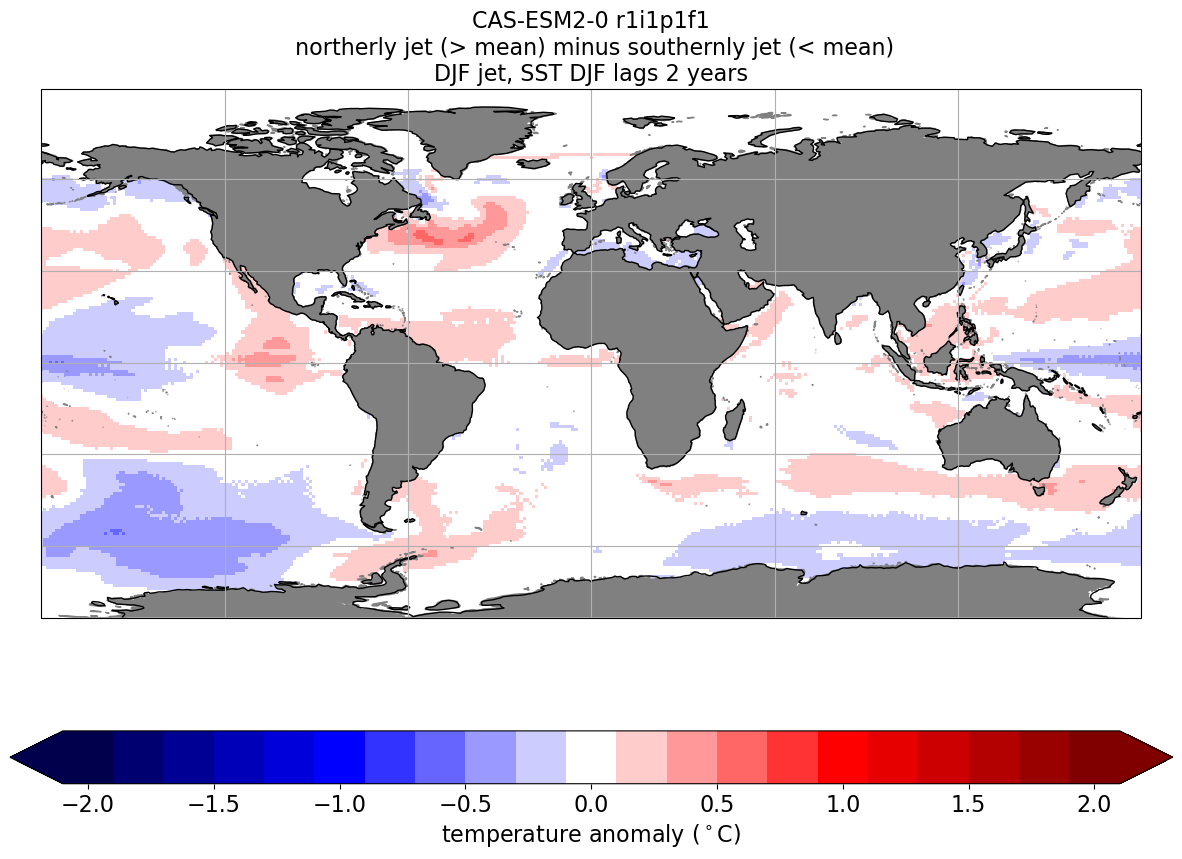 CAS-ESM2-0 r1i1p1f1
northerly jet (> mean) minus southernly jet (< mean)
DJF jet, SST DJF lags 2 years
−2.0 −1.5 −1.0 −0.5 0.0 0.5 1.0 1.5 2.0
temperature anomaly (°C)